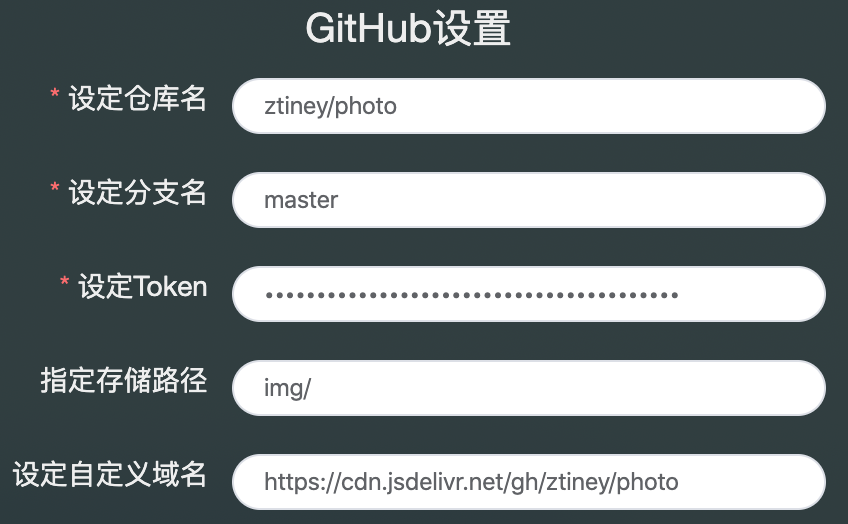 GitHub设置
* 设定仓库名 ztiney/photo
* 设定分支名 master
* 设定Token ••••••••••••••••••••••••••••••••••••••••
指定存储路径 img/
设定自定义域名 https://cdn.jsdelivr.net/gh/ztiney/photo